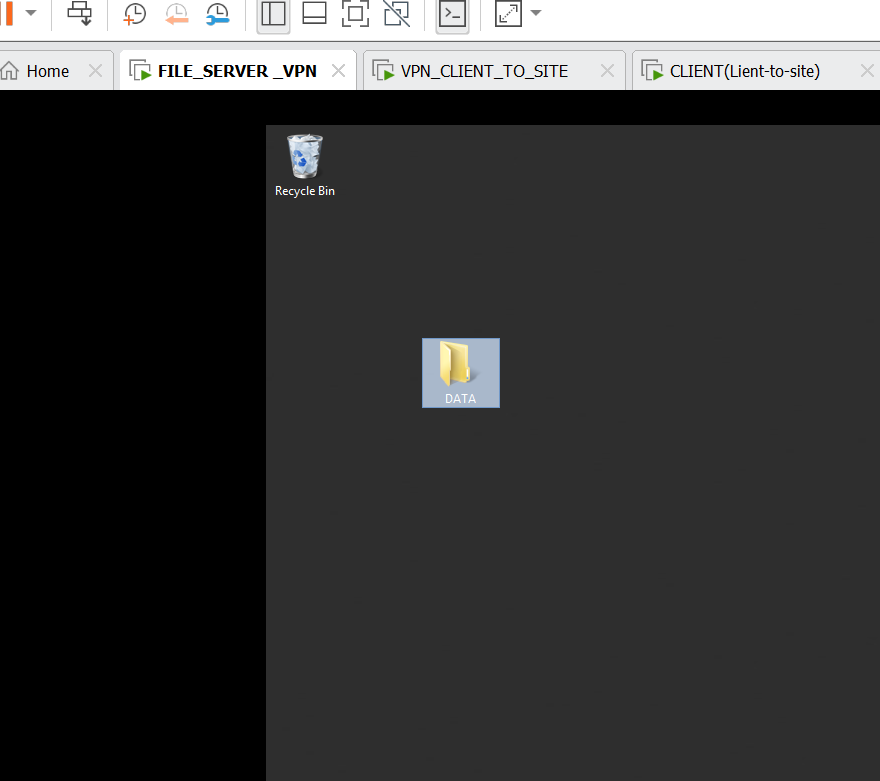 Home
FILE_SERVER _VPN
VPN_CLIENT_TO_SITE
CLIENT(Lient-to-site)
Recycle Bin
DATA